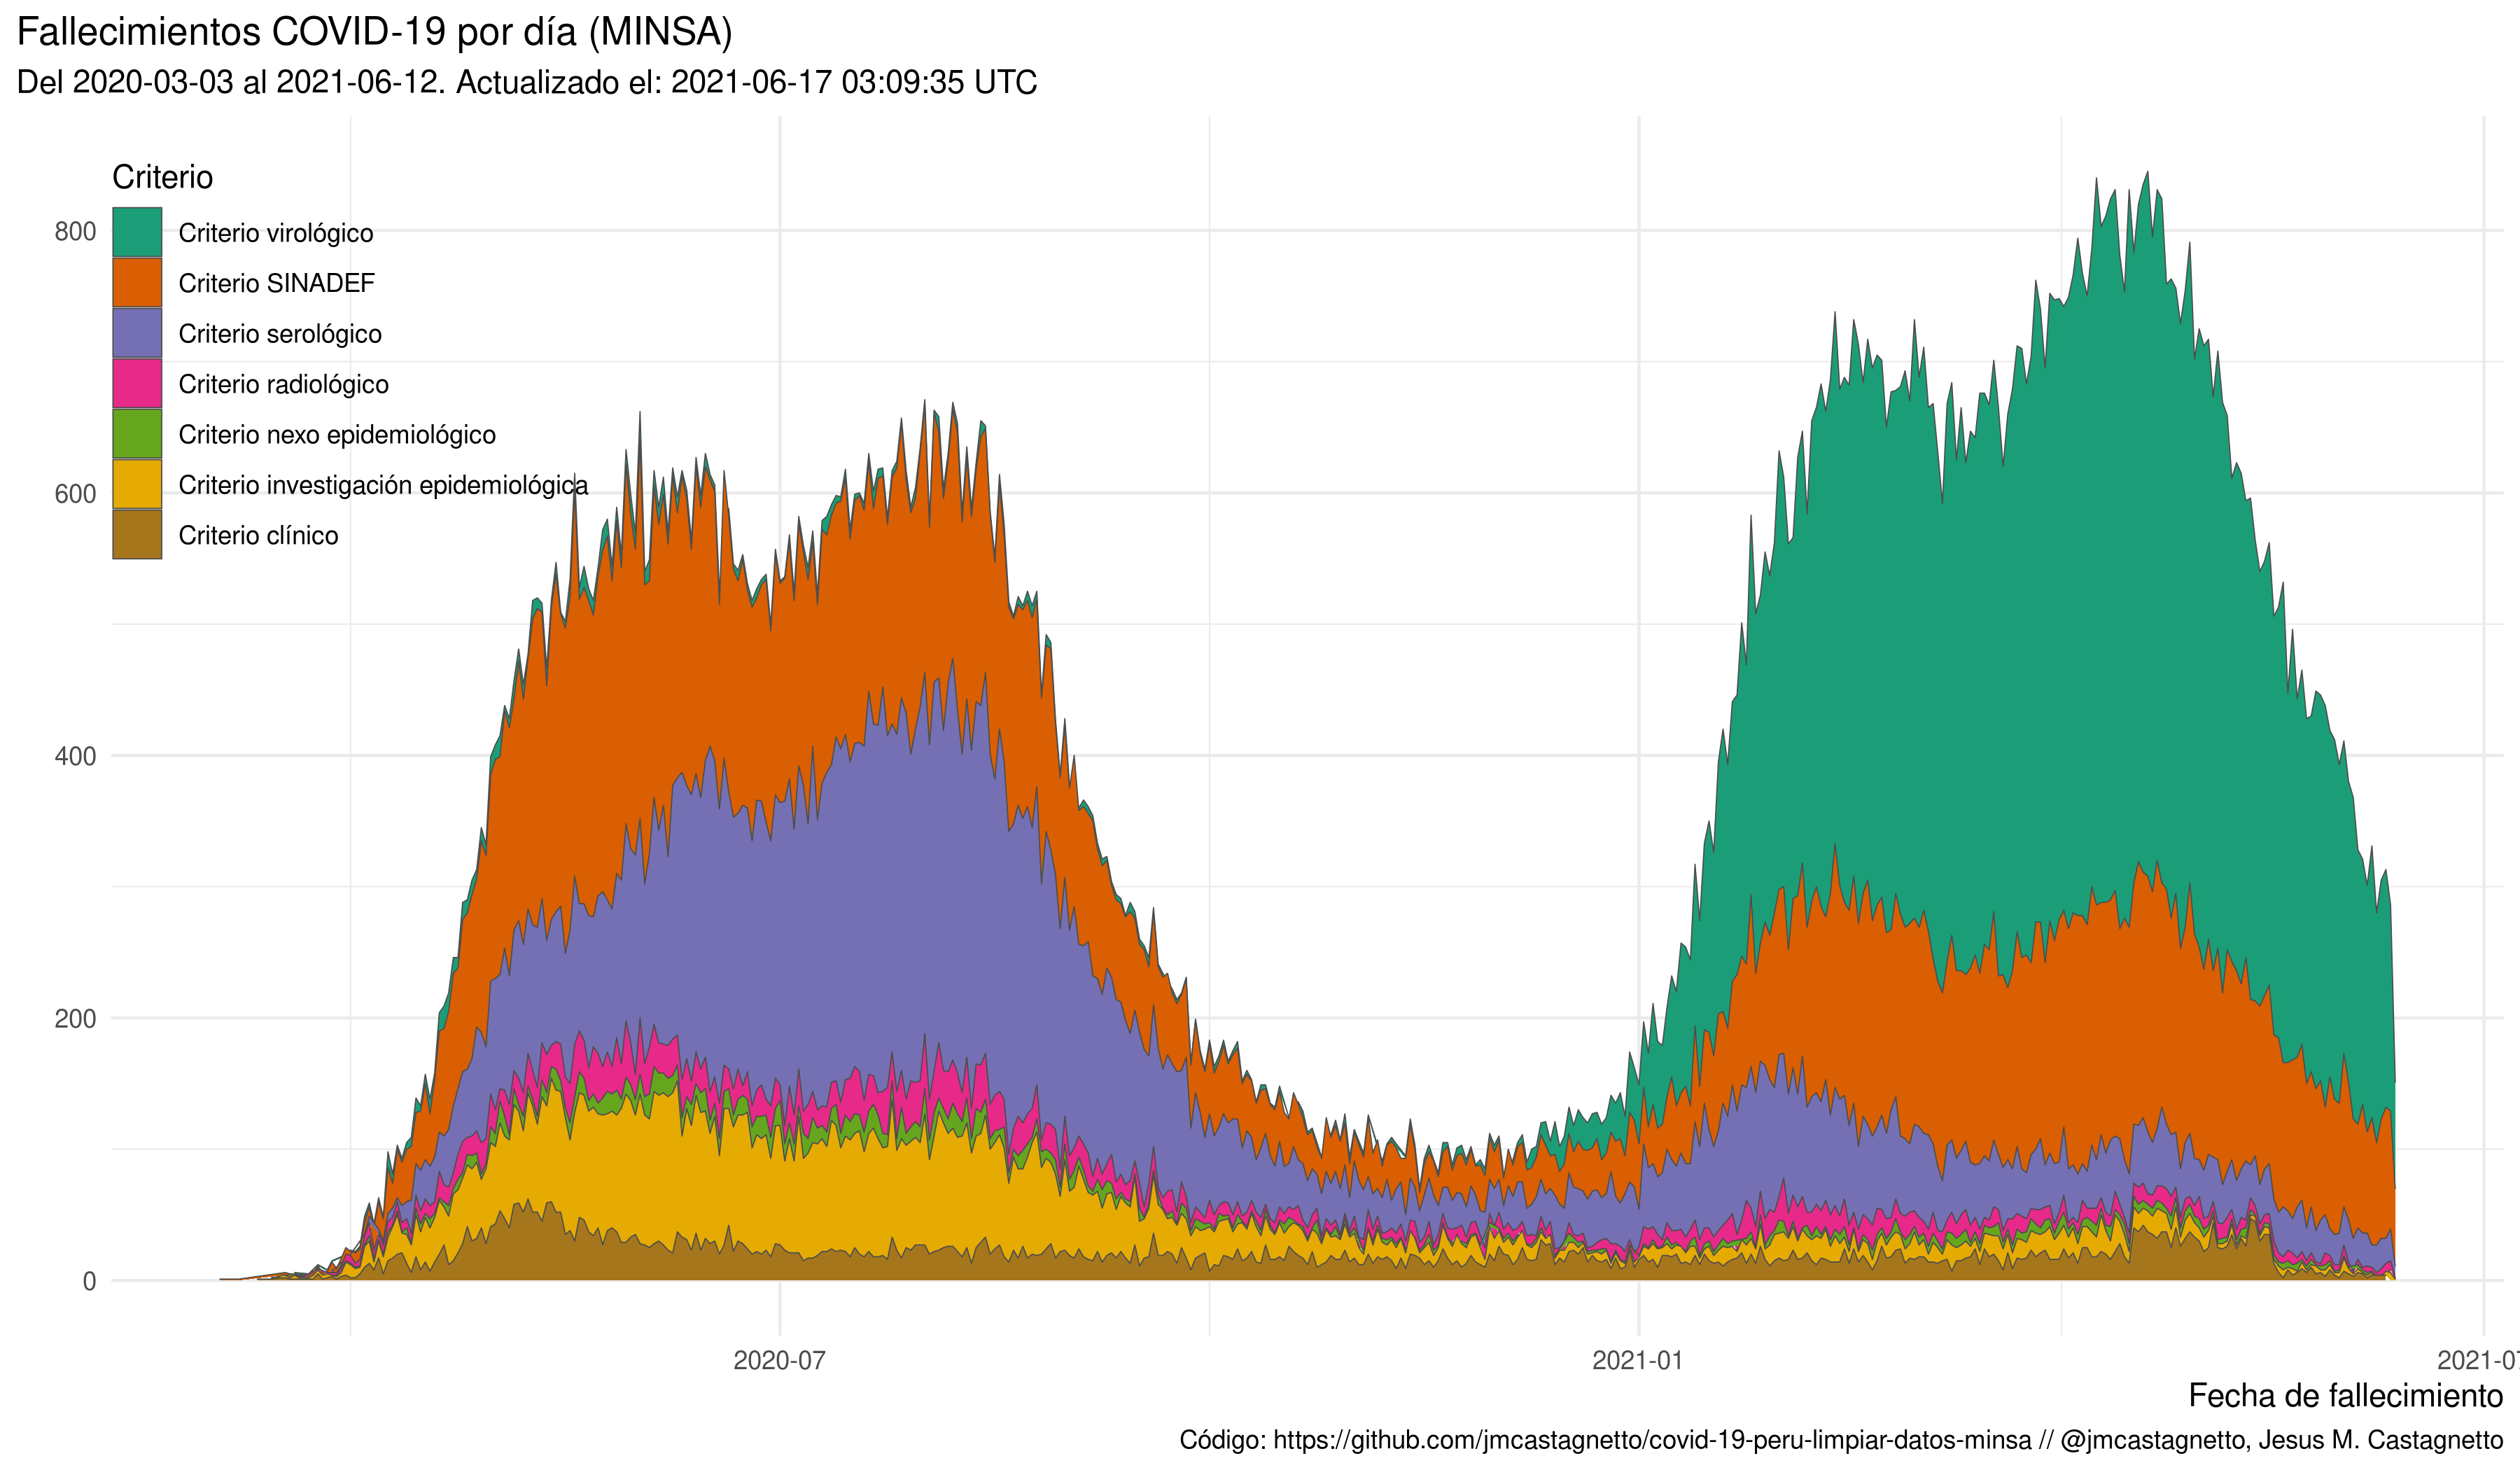 Fallecimientos COVID-19 por día (MINSA)
Del 2020-03-03 al 2021-06-12. Actualizado el: 2021-06-17 03:09:35 UTC
Criterio
Criterio virológico
Criterio SINADEF
Criterio serológico
Criterio radiológico
Criterio nexo epidemiológico
Criterio investigación epidemiológica
Criterio clínico
800
600
400
200
0
2020-07
2021-01
2021-0
Fecha de fallecimiento
Código: https://github.com/jmcastagnetto/covid-19-peru-limpiar-datos-minsa // @jmcastagnetto, Jesus M. Castagnetto